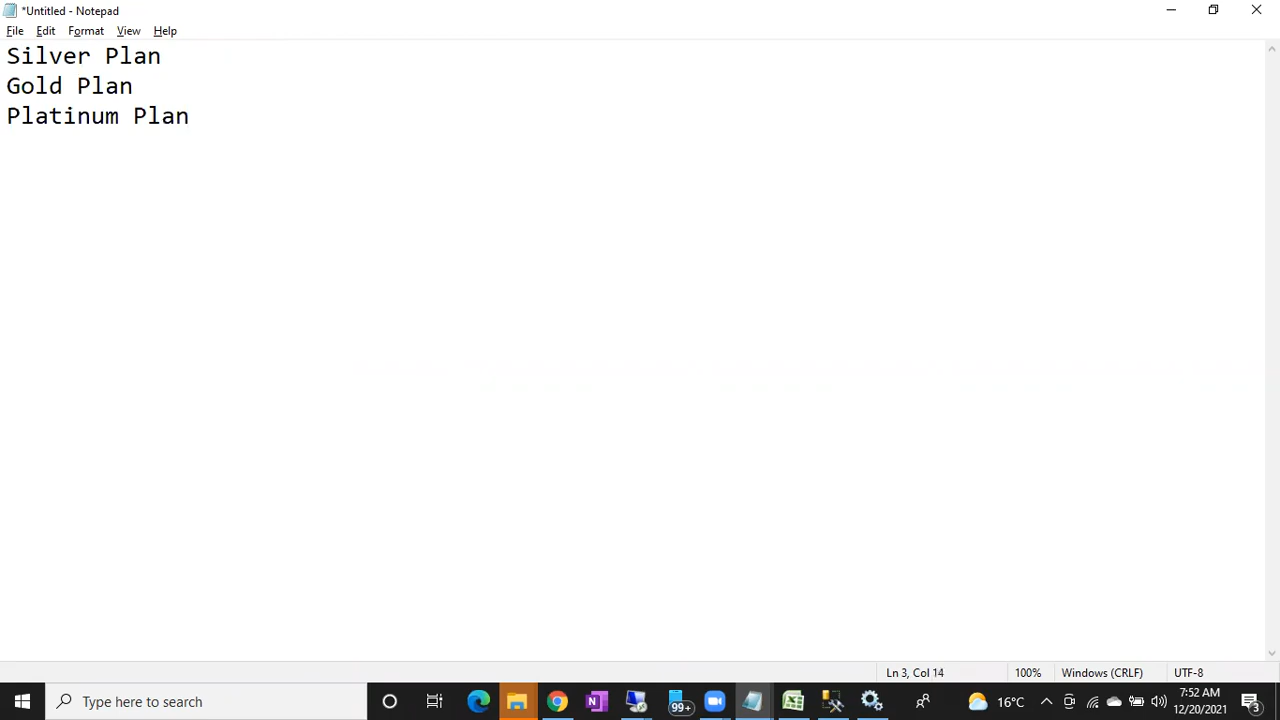 *Untitled - Notepad
File Edit Format View Help
Silver Plan
Gold Plan
Platinum Plan
Ln 3, Col 14 100% Windows (CRLF) UTF-8
Type here to search
99+
16°C
7:52 AM
12/20/2021
3